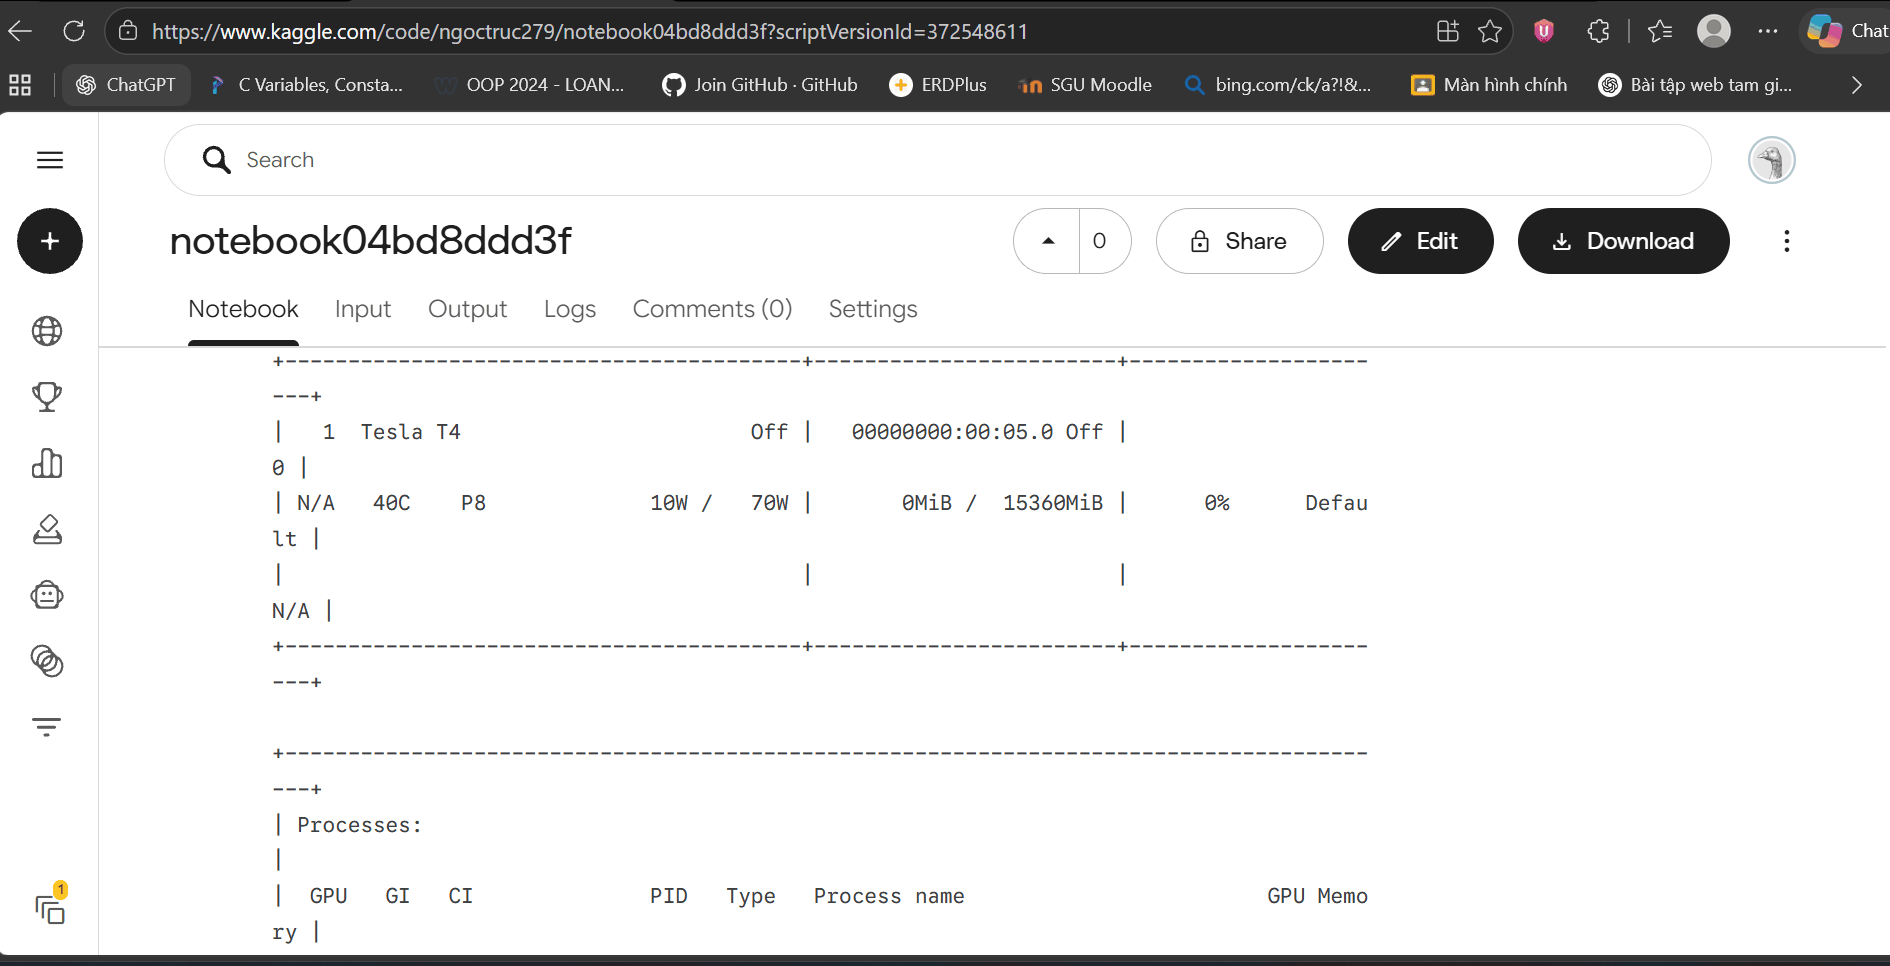 https://www.kaggle.com/code/ngoctruc279/notebook04bd8ddd3f?scriptVersionId=372548611
Chat
ChatGPT
C Variables, Consta...
OOP 2024 - LOAN...
Join GitHub · GitHub
ERDPlus
SGU Moodle
bing.com/ck/a?!&...
Màn hình chính
Bài tập web tam gi...
Search
notebook04bd8ddd3f
0
Share
Edit
Download
Notebook
Input
Output
Logs
Comments (0)
Settings
+-----------------------------------------+------------------------+-------------------
---+
|   1  Tesla T4                       Off |   00000000:00:05.0 Off |
0 |
| N/A   40C    P8             10W /   70W |       0MiB /  15360MiB |      0%      Defau
lt |
|                                         |                        |
N/A |
+-----------------------------------------+------------------------+-------------------
---+
+--------------------------------------------------------------------------------------
---+
| Processes:
|
|  GPU   GI   CI              PID   Type   Process name                        GPU Memo
ry |
1